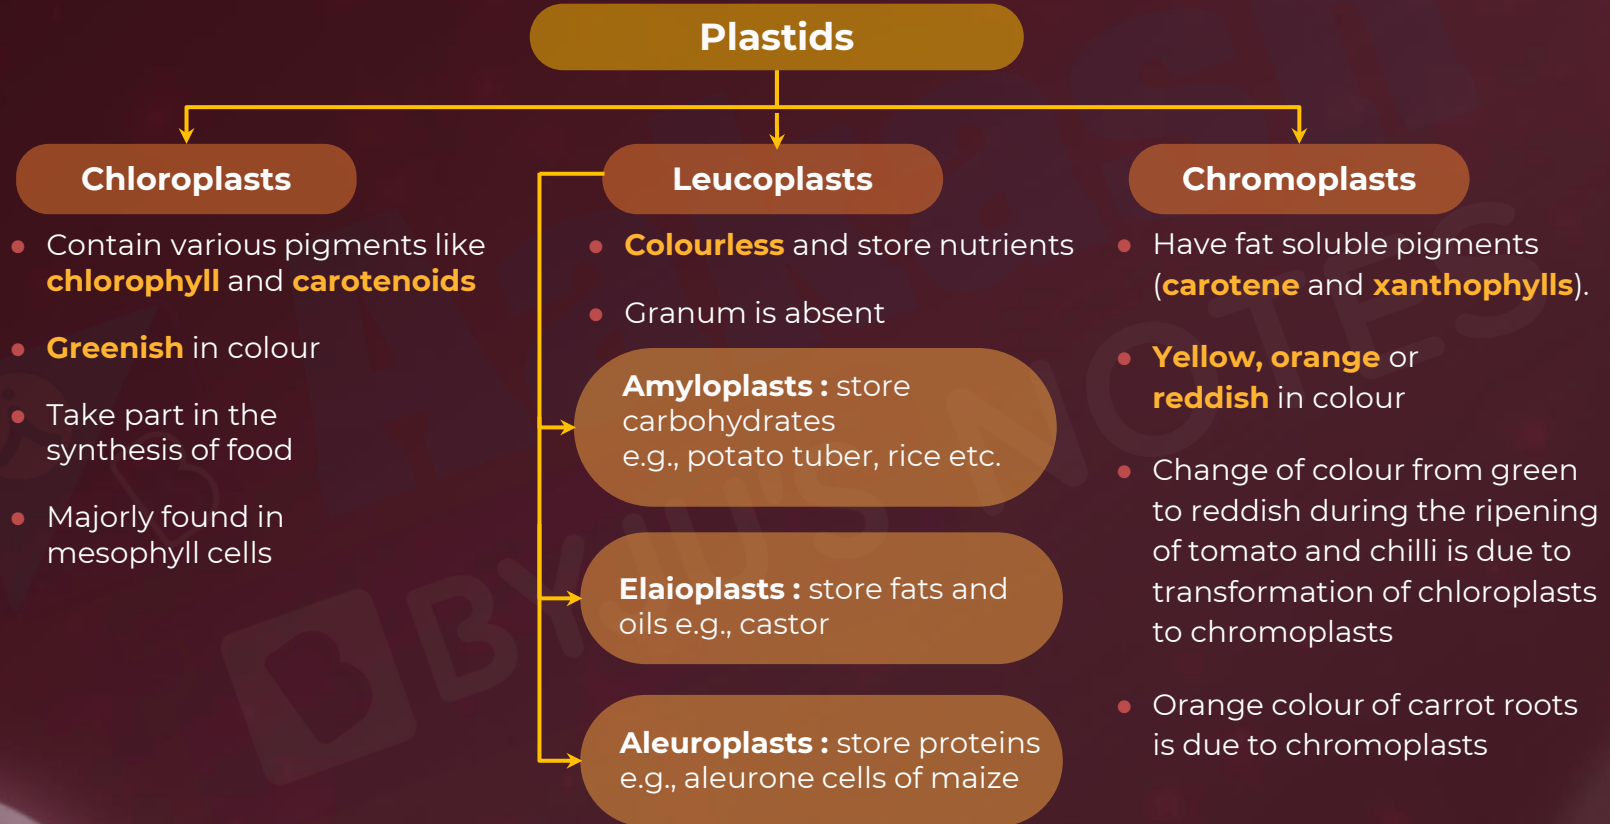 Plastids
Chloroplasts
Contain various pigments like
chlorophyll and carotenoids
Greenish in colour
Take part in the
synthesis of food
Majorly found in
mesophyll cells
Leucoplasts
Colourless and store nutrients
Granum is absent
Amyloplasts : store
carbohydrates
e.g., potato tuber, rice etc.
Elaioplasts : store fats and
oils e.g., castor
Aleuroplasts : store proteins
e.g., aleurone cells of maize
Chromoplasts
Have fat soluble pigments
(carotene and xanthophylls).
Yellow, orange or
reddish in colour
Change of colour from green
to reddish during the ripening
of tomato and chilli is due to
transformation of chloroplasts
to chromoplasts
Orange colour of carrot roots
is due to chromoplasts
Aakash
BYJU'S NOTES